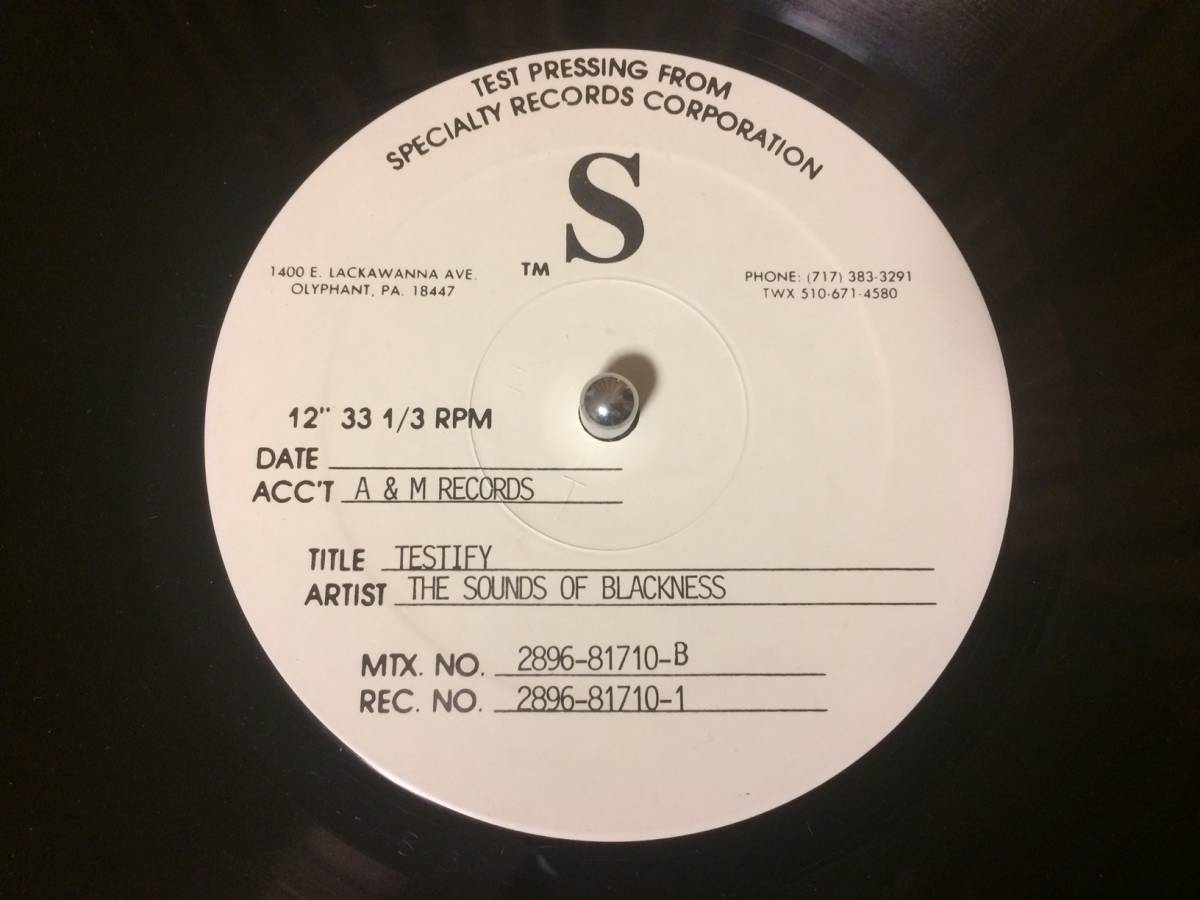 TEST PRESSING FROM
SPECIALTY RECORDS CORPORATION
S
TM
1400 E. LACKAWANNA AVE.
OLYPHANT, PA. 18447
PHONE: (717) 383-3291
TWX 510-671-4580
12" 33 1/3 RPM
DATE
ACC'T A & M RECORDS
TITLE TESTIFY
ARTIST THE SOUNDS OF BLACKNESS
MTX. NO. 2896-81710-B
REC. NO. 2896-81710-1